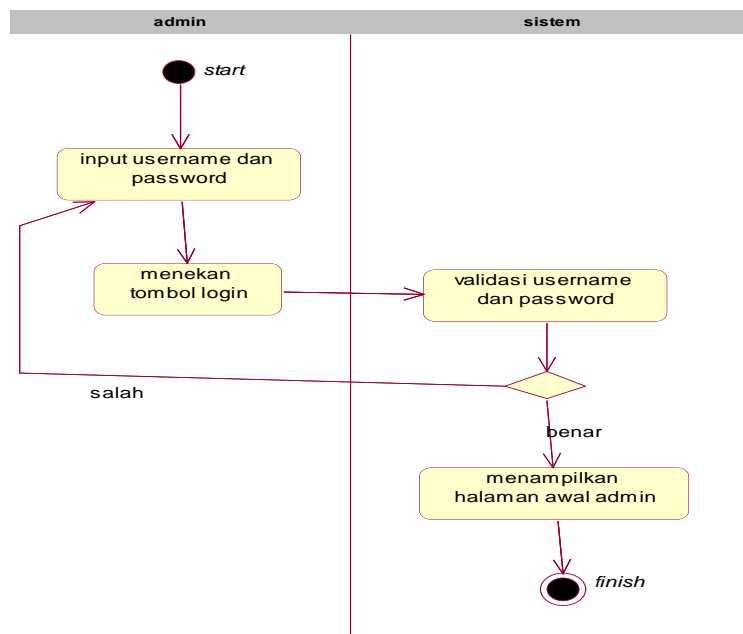 admin
sistem
start
input username dan
password
menekan
tombol login
validasi username
dan password
salah
benar
menampilkan
halaman awal admin
finish